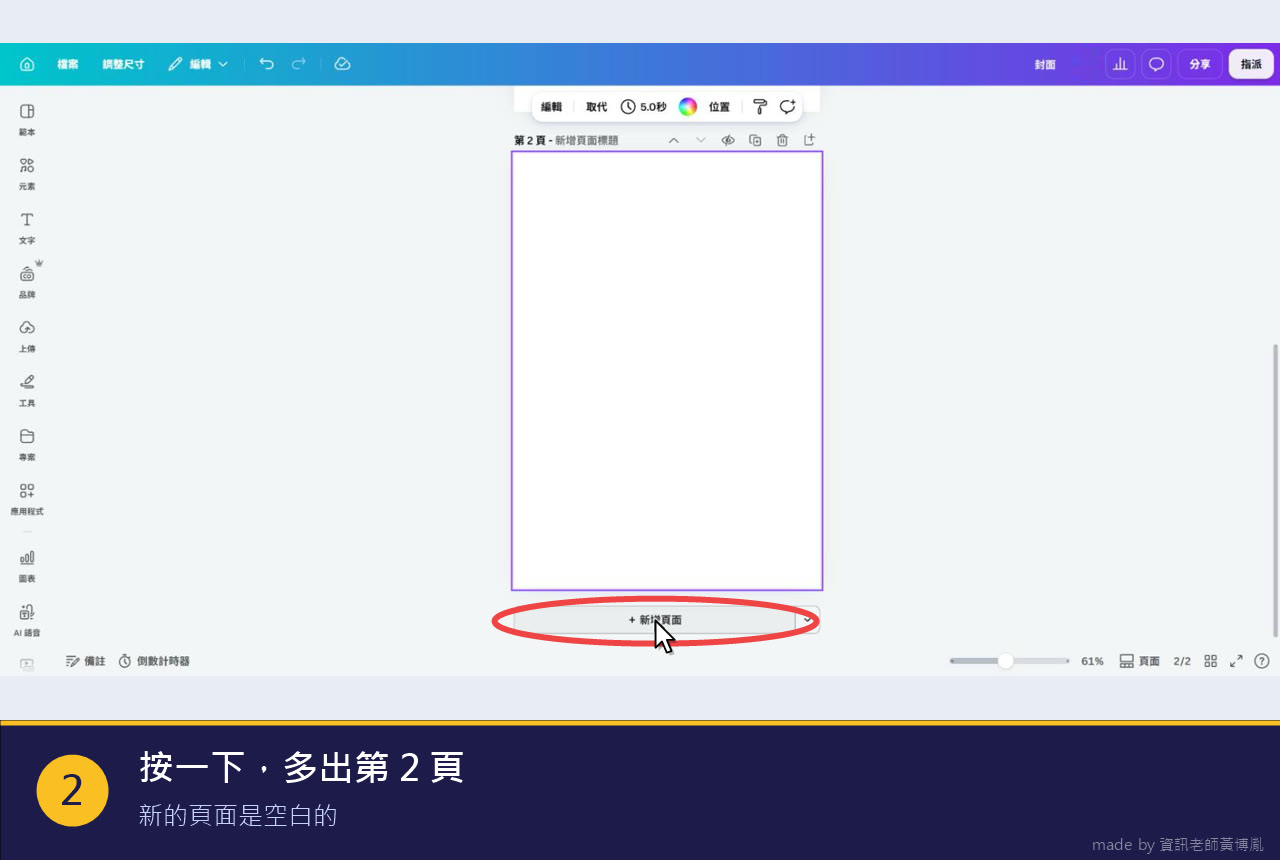 檔案 調整尺寸 編輯 封面 分享 指派
編輯 取代 5.0秒 位置
第 2 頁 - 新增頁面標題
範本
元素
文字
品牌
上傳
工具
專案
應用程式
圖表
AI 語音
+ 新增頁面
備註 倒數計時器 61% 頁面 2/2
2
按一下，多出第 2 頁
新的頁面是空白的
made by 資訊老師黃博胤